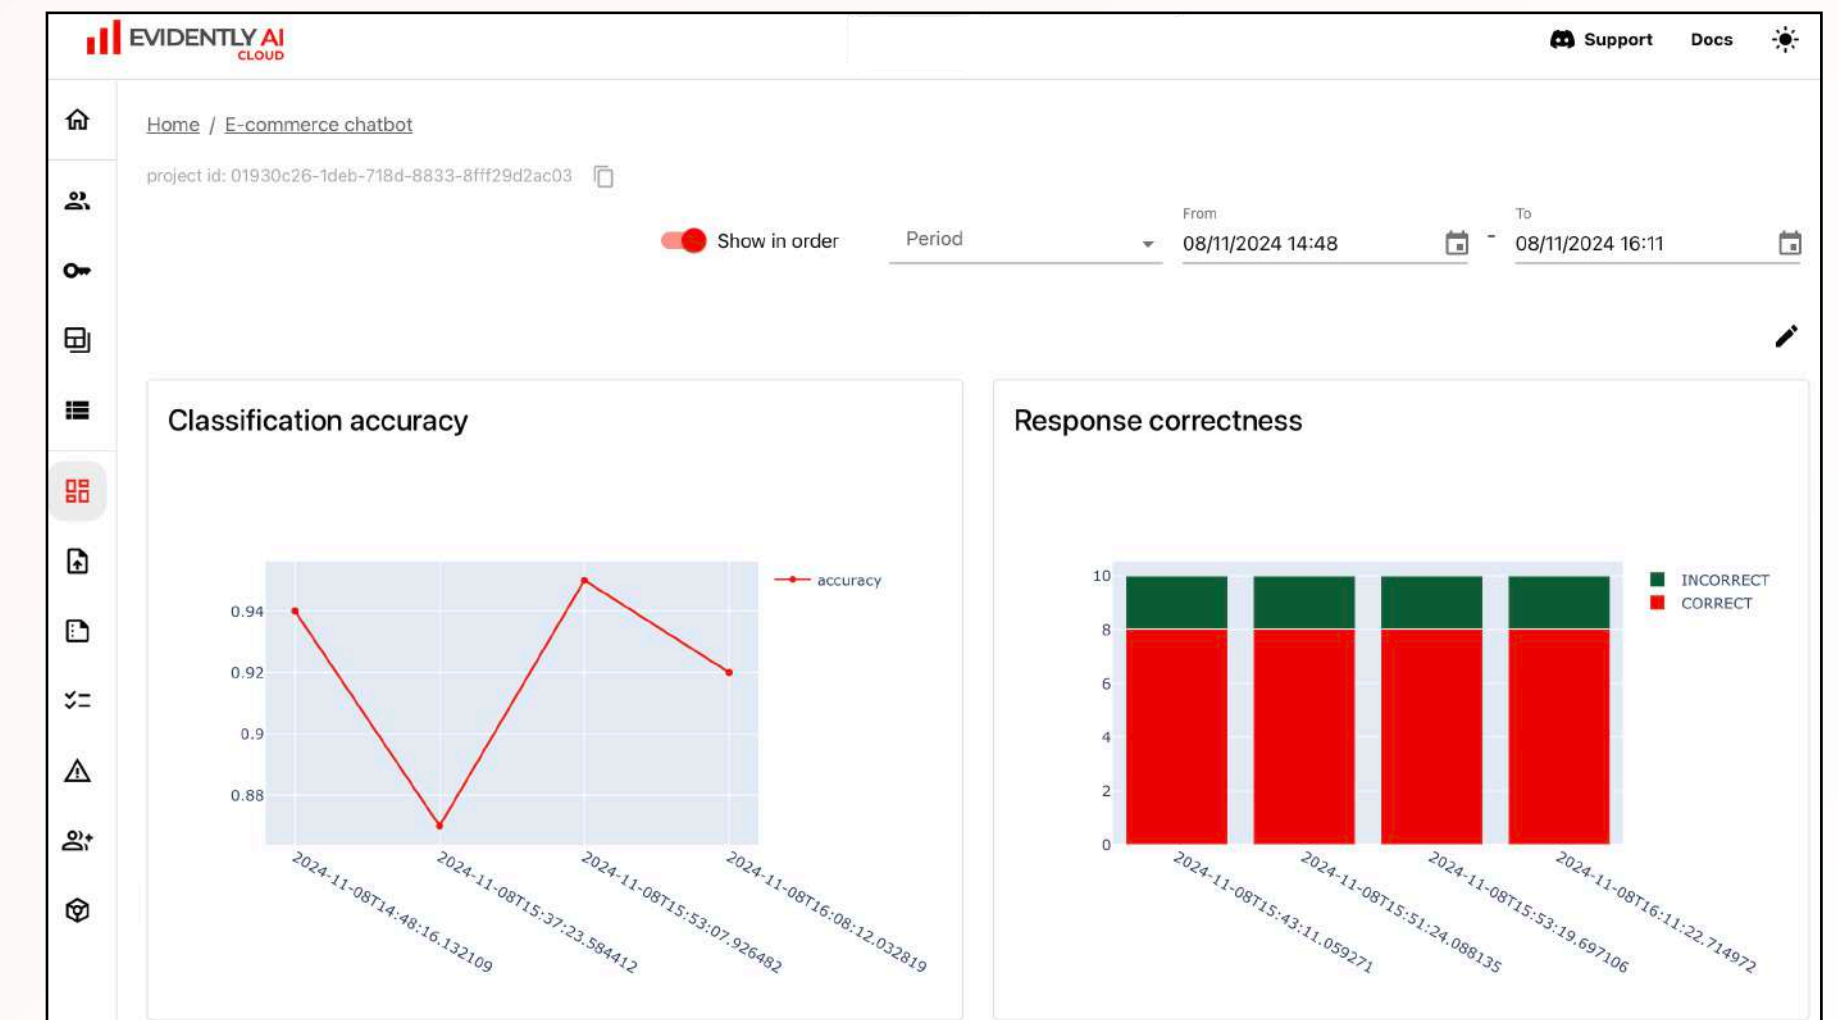 EVIDENTLY AI
CLOUD
Support Docs
Home / E-commerce chatbot
project id: 01930c26-1deb-718d-8833-8fff29d2ac03
Show in order
Period
From
08/11/2024 14:48
-
To
08/11/2024 16:11
Classification accuracy
accuracy
0.94
0.92
0.9
0.88
2024-11-08T14:48:16.132109
2024-11-08T15:37:23.584412
2024-11-08T15:53:07.926482
2024-11-08T16:08:12.032819
Response correctness
INCORRECT
CORRECT
10
8
6
4
2
0
2024-11-08T15:43:11.059271
2024-11-08T15:51:24.088135
2024-11-08T15:53:19.697106
2024-11-08T16:11:22.714972